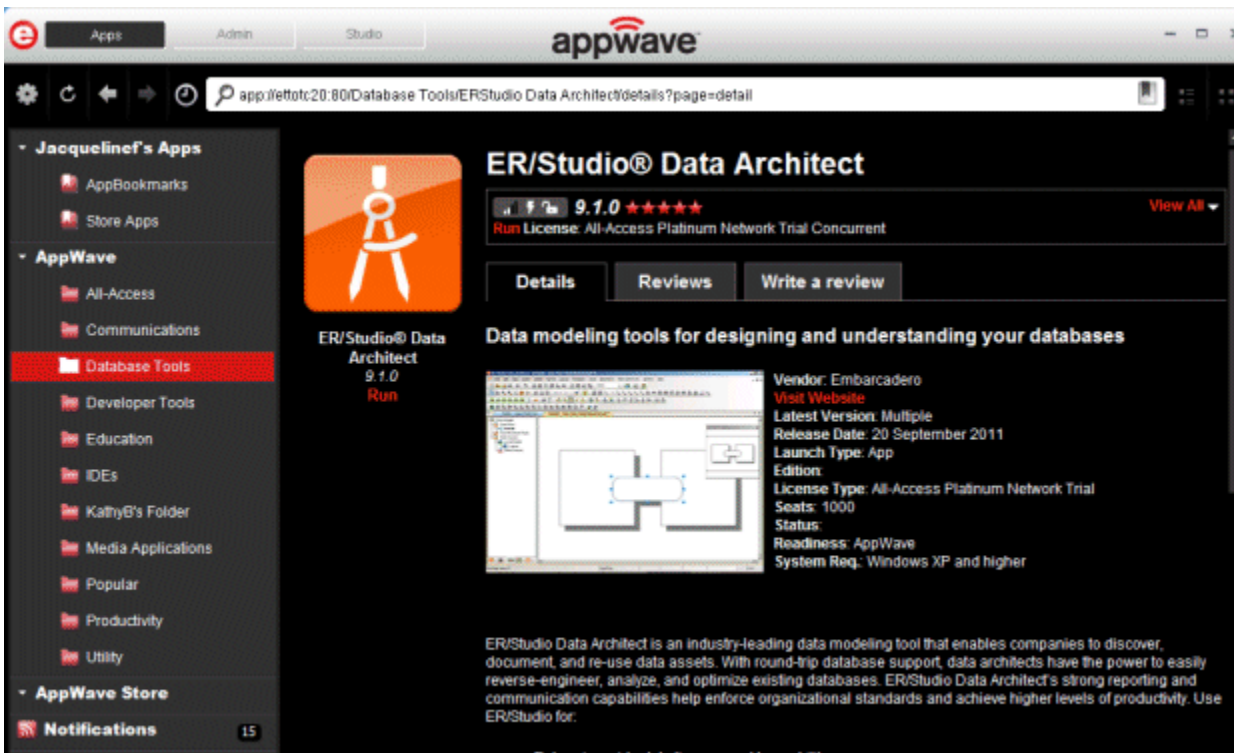 Apps
Admin
Studio
appwave
app://ettotc20:80/Database Tools/ERStudio Data Architect/details?page=detail
Jacquelinef's Apps
AppBookmarks
Store Apps
AppWave
All-Access
Communications
Database Tools
Developer Tools
Education
IDEs
KathyB's Folder
Media Applications
Popular
Productivity
Utility
AppWave Store
Notifications 15
ER/Studio® Data
Architect
9.1.0
Run
ER/Studio® Data Architect
9.1.0
View All
Run License: All-Access Platinum Network Trial Concurrent
Details
Reviews
Write a review
Data modeling tools for designing and understanding your databases
Vendor: Embarcadero
Visit Website
Latest Version: Multiple
Release Date: 20 September 2011
Launch Type: App
Edition:
License Type: All-Access Platinum Network Trial
Seats: 1000
Status:
Readiness: AppWave
System Req.: Windows XP and higher
ER/Studio Data Architect is an industry-leading data modeling tool that enables companies to discover,
document, and re-use data assets. With round-trip database support, data architects have the power to easily
reverse-engineer, analyze, and optimize existing databases. ER/Studio Data Architect's strong reporting and
communication capabilities help enforce organizational standards and achieve higher levels of productivity. Use
ER/Studio for: